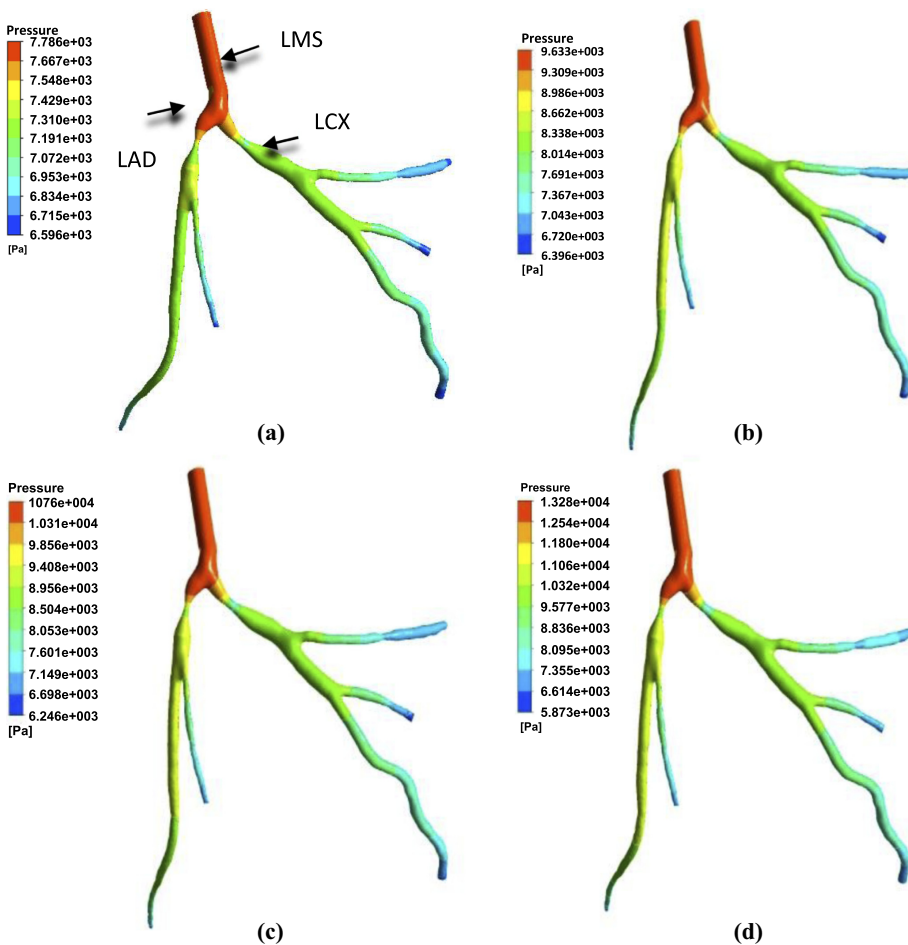 Pressure
7.786e+03
7.667e+03
7.548e+03
7.429e+03
7.310e+03
7.191e+03
7.072e+03
6.953e+03
6.834e+03
6.715e+03
6.596e+03
[Pa]
LMS
LAD
LCX
(a)
Pressure
9.633e+003
9.309e+003
8.986e+003
8.662e+003
8.338e+003
8.014e+003
7.691e+003
7.367e+003
7.043e+003
6.720e+003
6.396e+003
[Pa]
(b)
Pressure
1076e+004
1.031e+004
9.856e+003
9.408e+003
8.956e+003
8.504e+003
8.053e+003
7.601e+003
7.149e+003
6.698e+003
6.246e+003
[Pa]
(c)
Pressure
1.328e+004
1.254e+004
1.180e+004
1.106e+004
1.032e+004
9.577e+003
8.836e+003
8.095e+003
7.355e+003
6.614e+003
5.873e+003
[Pa]
(d)